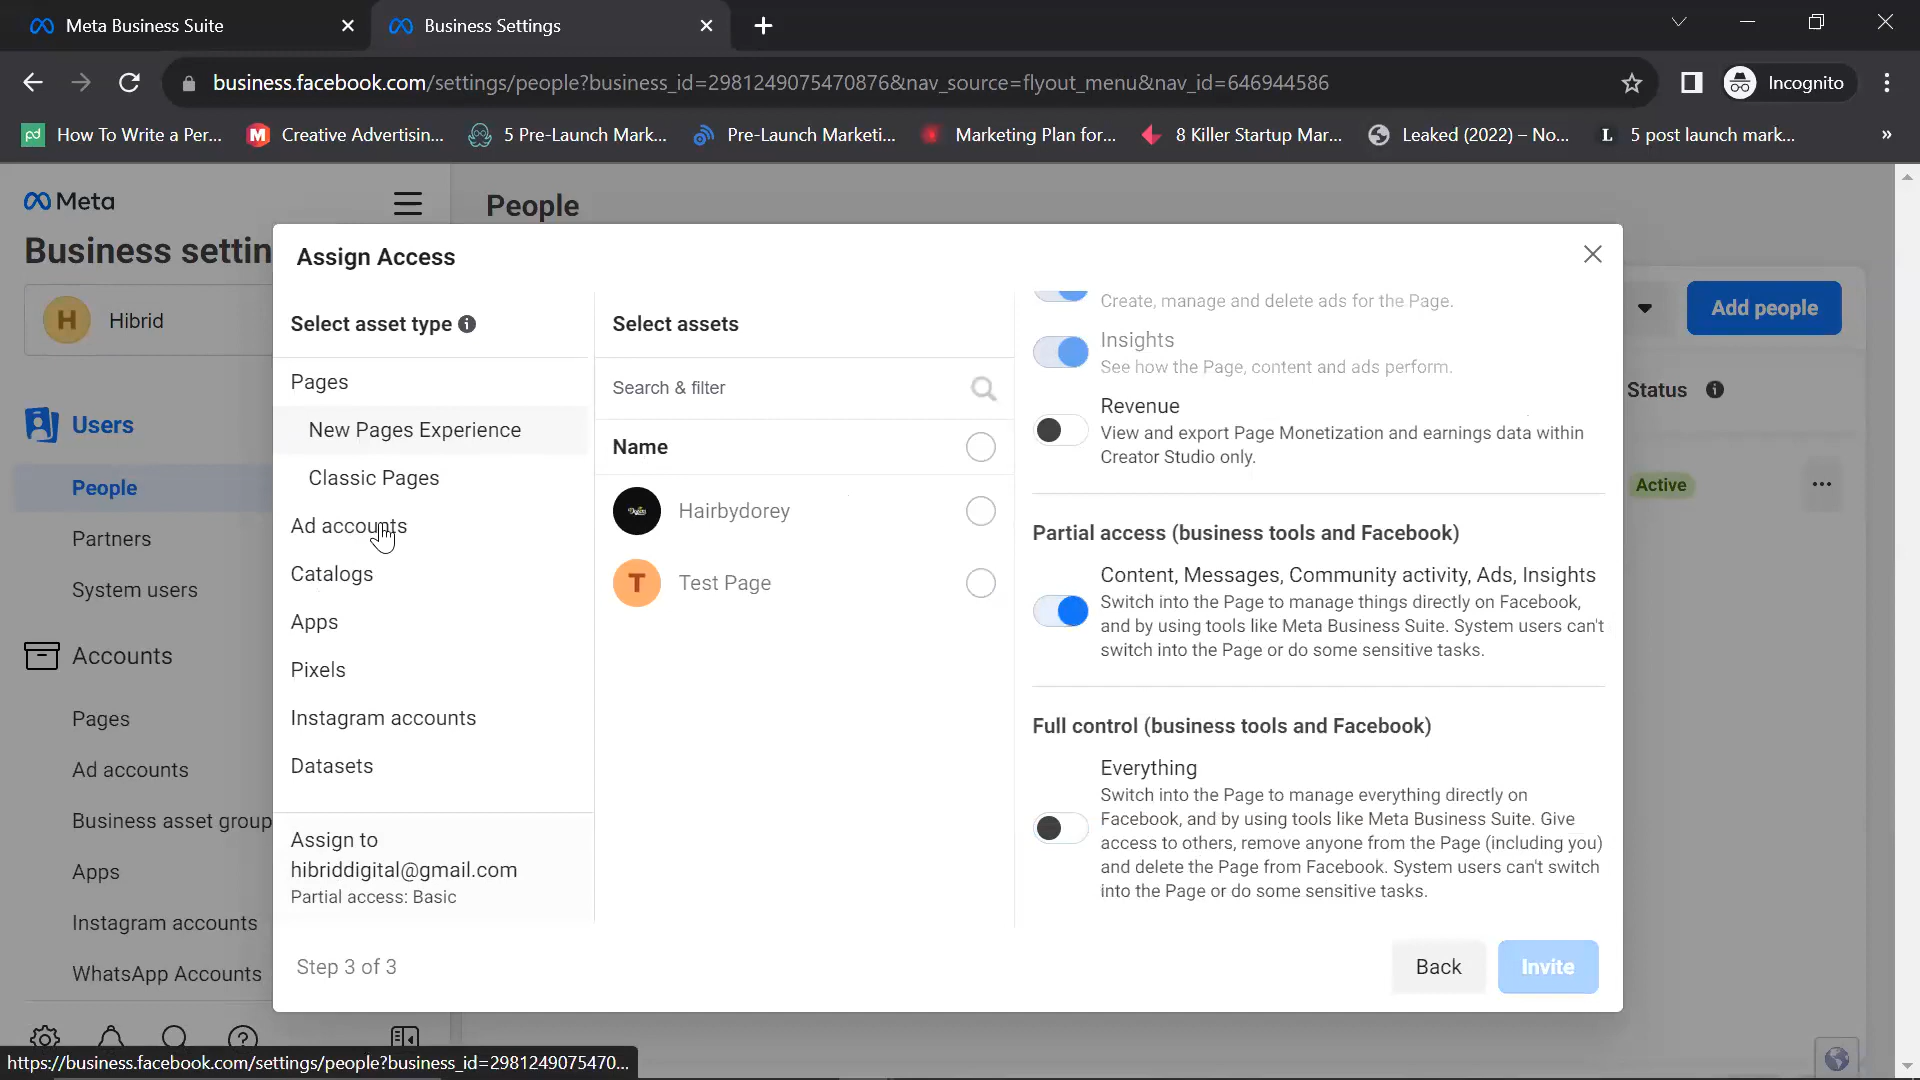 Meta Business Suite
Business Settings
business.facebook.com/settings/people?business_id=2981249075470876&nav_source=flyout_menu&nav_id=646944586
Incognito
pd How To Write a Per...
M Creative Advertisin...
5 Pre-Launch Mark...
Pre-Launch Marketi...
Marketing Plan for...
8 Killer Startup Mar...
Leaked (2022) – No...
L 5 post launch mark...
»
Meta
Business settin
H Hibrid
Users
People
Partners
System users
Accounts
Pages
Ad accounts
Business asset group
Apps
Instagram accounts
WhatsApp Accounts
People
Add people
Status
Active
Assign Access
Select asset type
Pages
New Pages Experience
Classic Pages
Ad accounts
Catalogs
Apps
Pixels
Instagram accounts
Datasets
Assign to
hibriddigital@gmail.com
Partial access: Basic
Select assets
Search & filter
Name
Hairbydorey
T Test Page
Create, manage and delete ads for the Page.
Insights
See how the Page, content and ads perform.
Revenue
View and export Page Monetization and earnings data within
Creator Studio only.
Partial access (business tools and Facebook)
Content, Messages, Community activity, Ads, Insights
Switch into the Page to manage things directly on Facebook,
and by using tools like Meta Business Suite. System users can't
switch into the Page or do some sensitive tasks.
Full control (business tools and Facebook)
Everything
Switch into the Page to manage everything directly on
Facebook, and by using tools like Meta Business Suite. Give
access to others, remove anyone from the Page (including you)
and delete the Page from Facebook. System users can't switch
into the Page or do some sensitive tasks.
Step 3 of 3
Back
Invite
https://business.facebook.com/settings/people?business_id=2981249075470...